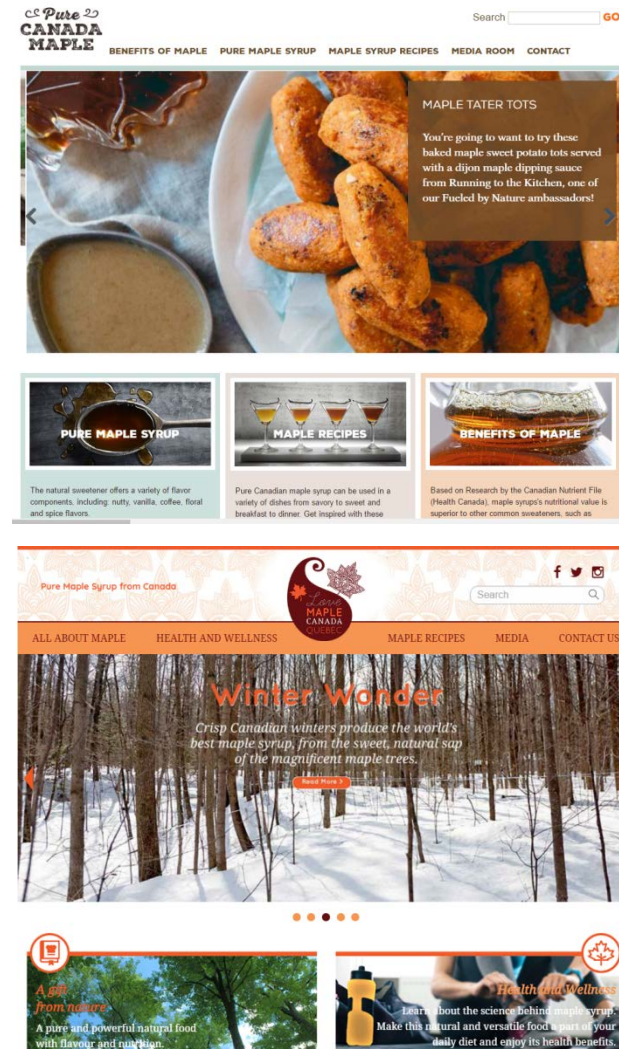 Pure
CANADA
MAPLE
Search
GO
BENEFITS OF MAPLE PURE MAPLE SYRUP MAPLE SYRUP RECIPES MEDIA ROOM CONTACT
MAPLE TATER TOTS
You're going to want to try these
baked maple sweet potato tots served
with a dijon maple dipping sauce
from Running to the Kitchen, one of
our Fueled by Nature ambassadors!
PURE MAPLE SYRUP
The natural sweetener offers a variety of flavor
components, including: nutty, vanilla, coffee, floral
and spice flavors.
MAPLE RECIPES
Pure Canadian maple syrup can be used in a
variety of dishes from savory to sweet and
breakfast to dinner. Get inspired with these
BENEFITS OF MAPLE
Based on Research by the Canadian Nutrient File
(Health Canada), maple syrups's nutritional value is
superior to other common sweateners, such as
Pure Maple Syrup from Canada
Love
MAPLE
CANADA
QUEBEC
Search
ALL ABOUT MAPLE HEALTH AND WELLNESS MAPLE RECIPES MEDIA CONTACT US
Winter Wonder
Crisp Canadian winters produce the world's
best maple syrup, from the sweet, natural sap
of the magnificent maple trees.
Read More >
A gift
from nature
A pure and powerful natural food
with flavour and nutrition.
Health and Wellness
Learn about the science behind maple syrup.
Make this natural and versatile food a part of your
daily diet and enjoy its health benefits.